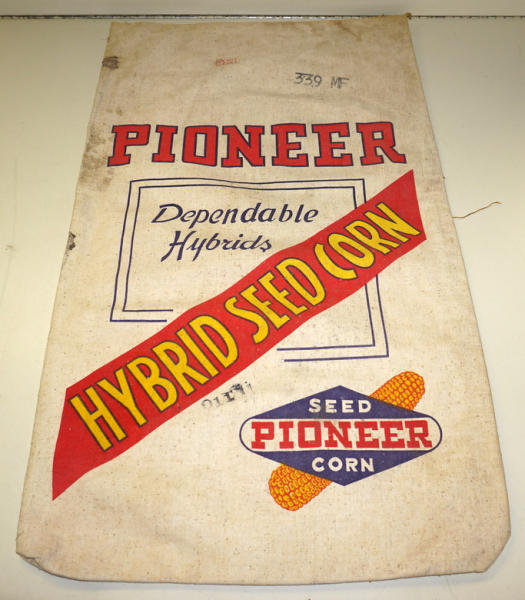 339 MF
PIONEER
Dependable
Hybrids
HYBRID SEED CORN
SEED
PIONEER
CORN